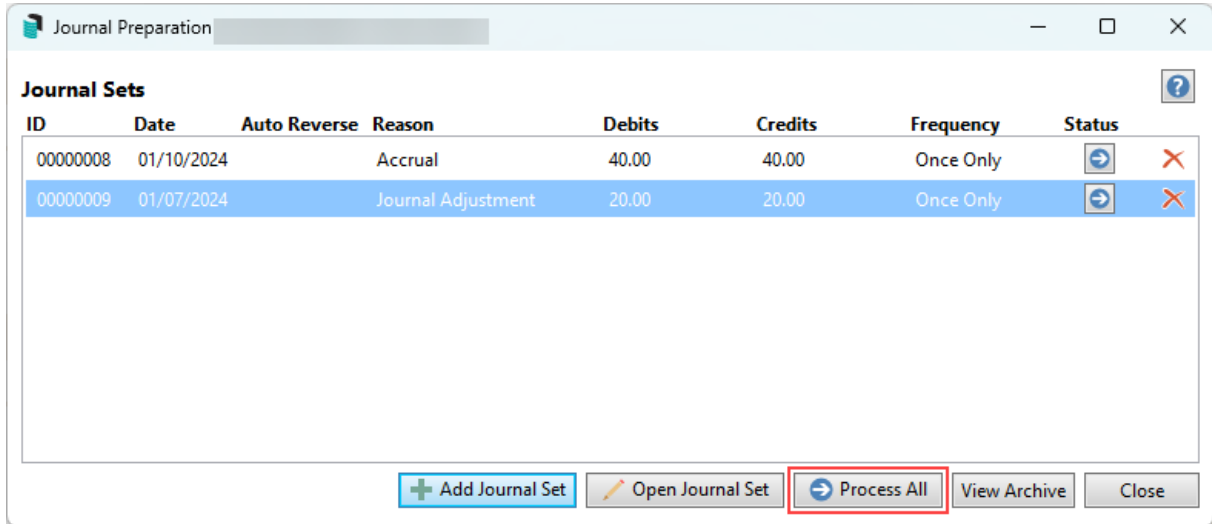 Journal Preparation
Journal Sets
ID Date Auto Reverse Reason Debits Credits Frequency Status
00000008 01/10/2024 Accrual 40.00 40.00 Once Only
00000009 01/07/2024 Journal Adjustment 20.00 20.00 Once Only
Add Journal Set Open Journal Set Process All View Archive Close